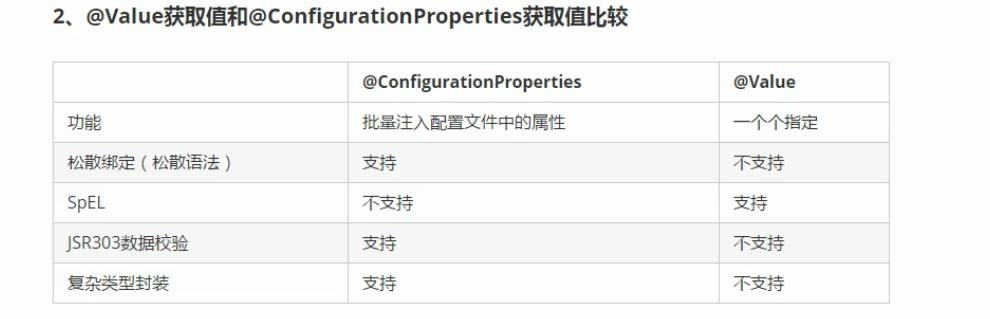 2、@Value获取值和@ConfigurationProperties获取值比较
@ConfigurationProperties @Value
功能 批量注入配置文件中的属性 一个个指定
松散绑定（松散语法） 支持 不支持
SpEL 不支持 支持
JSR303数据校验 支持 不支持
复杂类型封装 支持 不支持